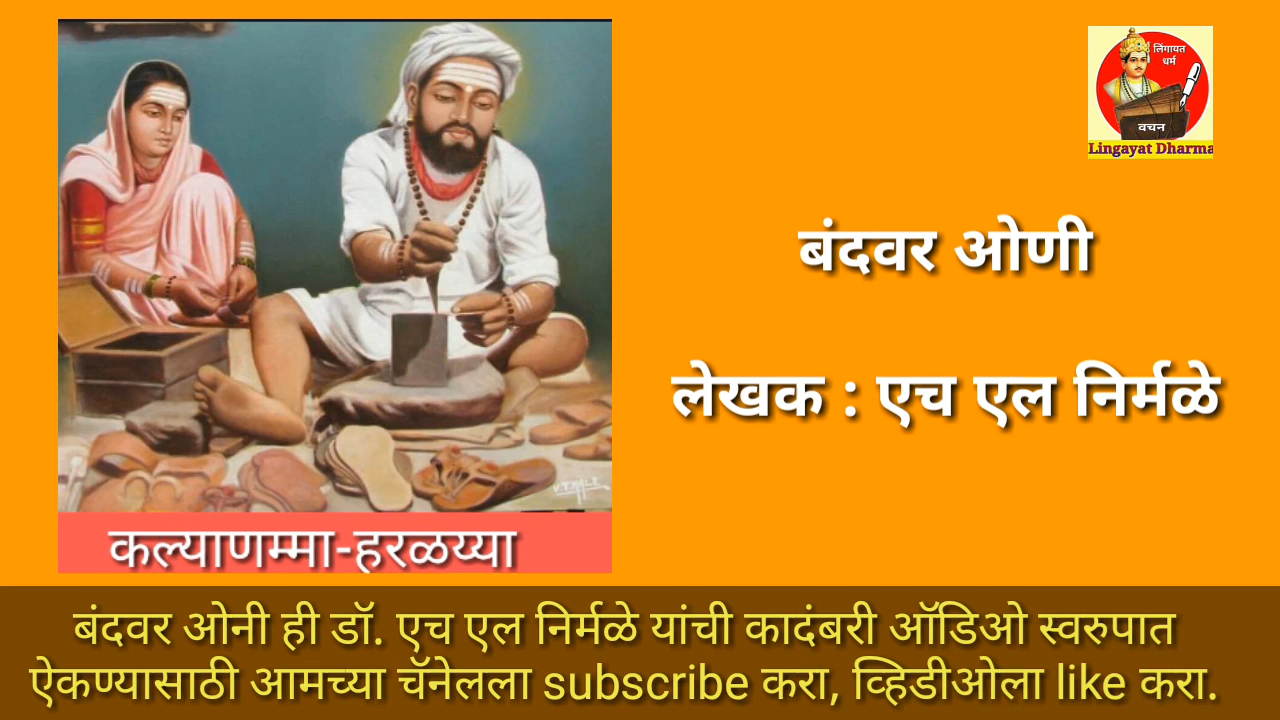 लिंगायत
धर्म
वचन
Lingayat Dharma
बंदवर ओणी
लेखक : एच एल निर्मळे
U.T.HALE
कल्याणम्मा-हरळय्या
बंदवर ओनी ही डॉ. एच एल निर्मळे यांची कादंबरी ऑडिओ स्वरुपात
ऐकण्यासाठी आमच्या चॅनेलला subscribe करा, व्हिडीओला like करा.